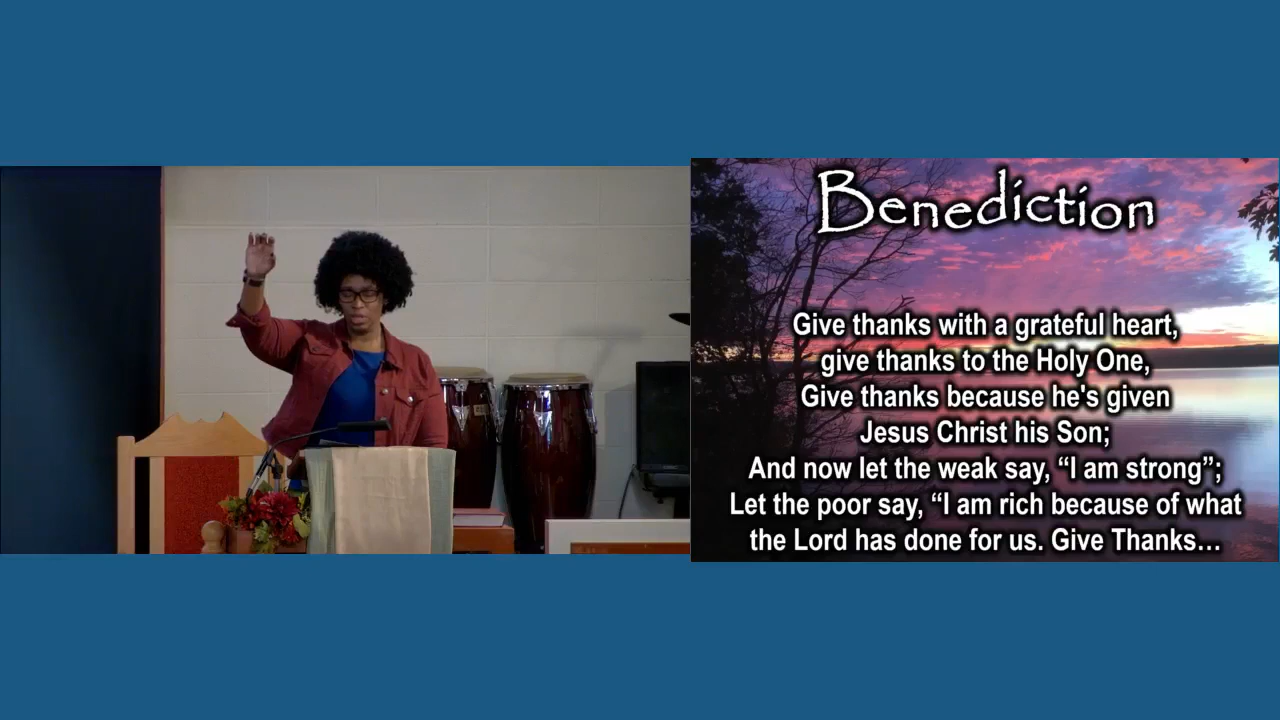 Benediction
Give thanks with a grateful heart,
give thanks to the Holy One,
Give thanks because he's given
Jesus Christ his Son;
And now let the weak say, “I am strong”;
Let the poor say, “I am rich because of what
the Lord has done for us. Give Thanks…